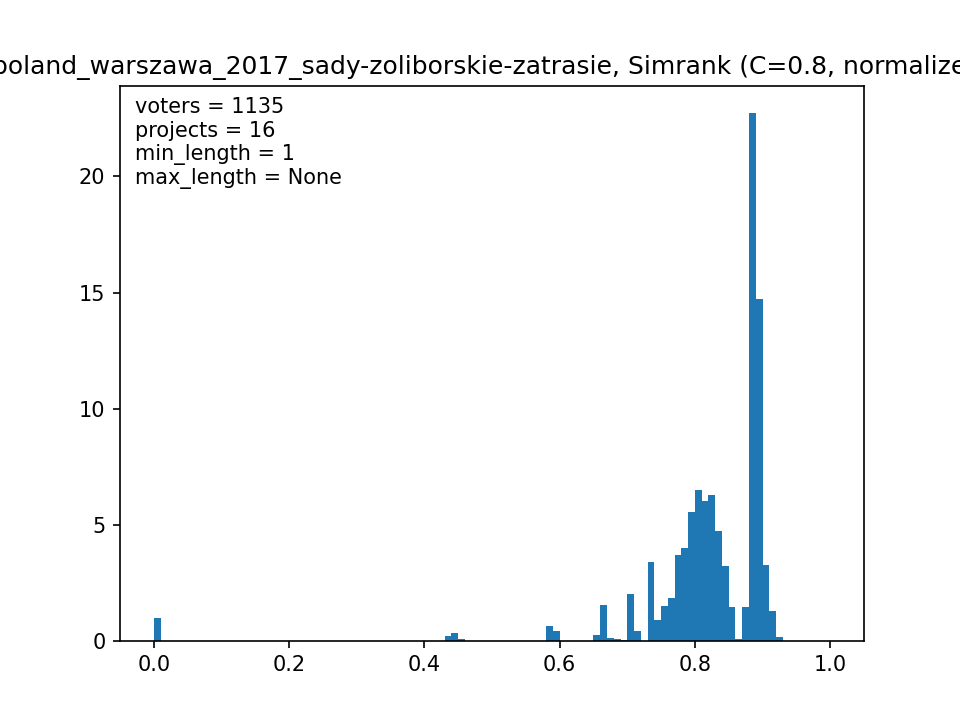 poland_warszawa_2017_sady-zoliborskie-zatrasie, Simrank (C=0.8, normalize
voters = 1135
projects = 16
min_length = 1
max_length = None
20
15
10
5
0
0.0 0.2 0.4 0.6 0.8 1.0